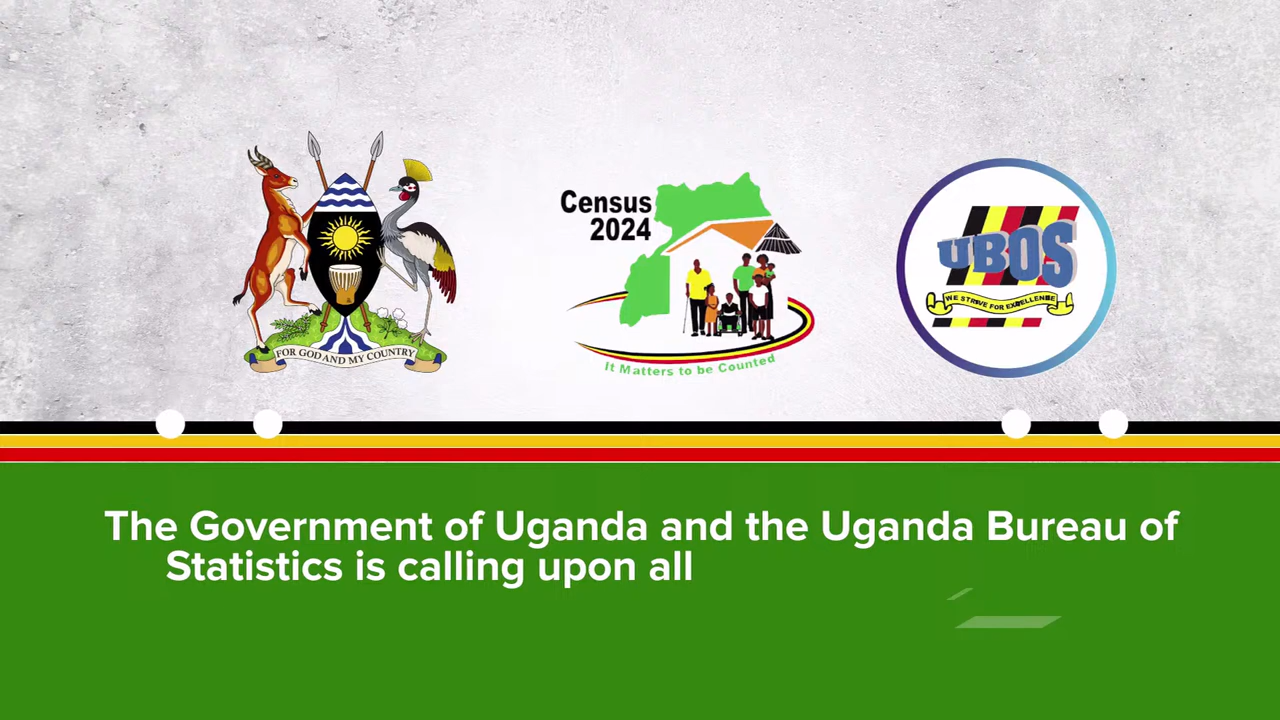 FOR GOD AND MY COUNTRY
Census
2024
It Matters to be Counted
UBOS
WE STRIVE FOR EXCELLENCE
The Government of Uganda and the Uganda Bureau of
Statistics is calling upon all